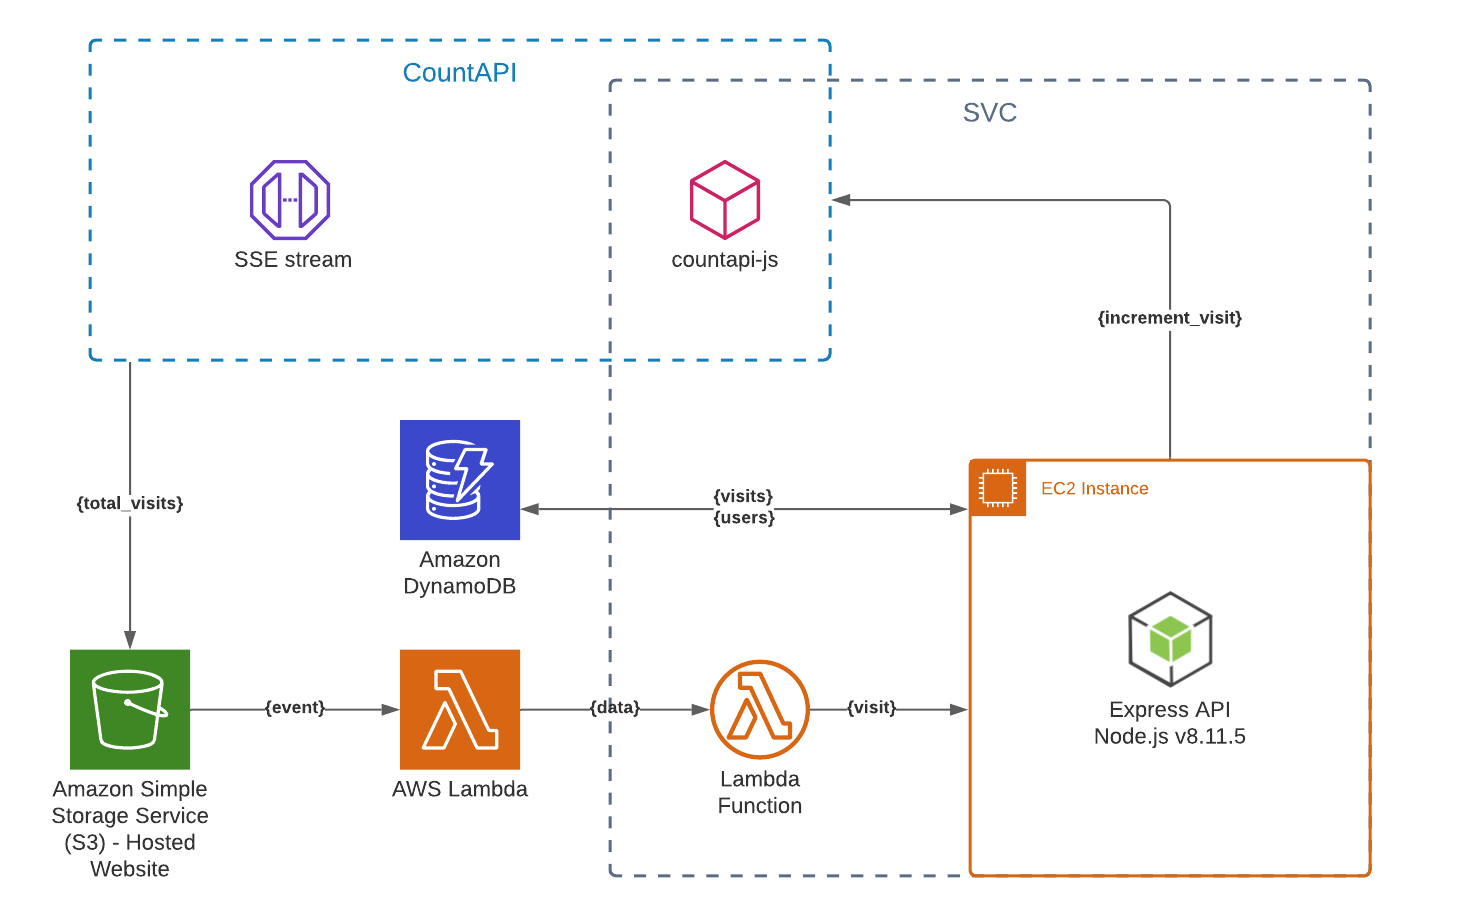 CountAPI
SVC
SSE stream
countapi-js
{increment_visit}
{total_visits}
{visits}
{users}
EC2 Instance
Amazon
DynamoDB
{event}
{data}
{visit}
Express API
Node.js v8.11.5
Amazon Simple
Storage Service
(S3) - Hosted
Website
AWS Lambda
Lambda
Function